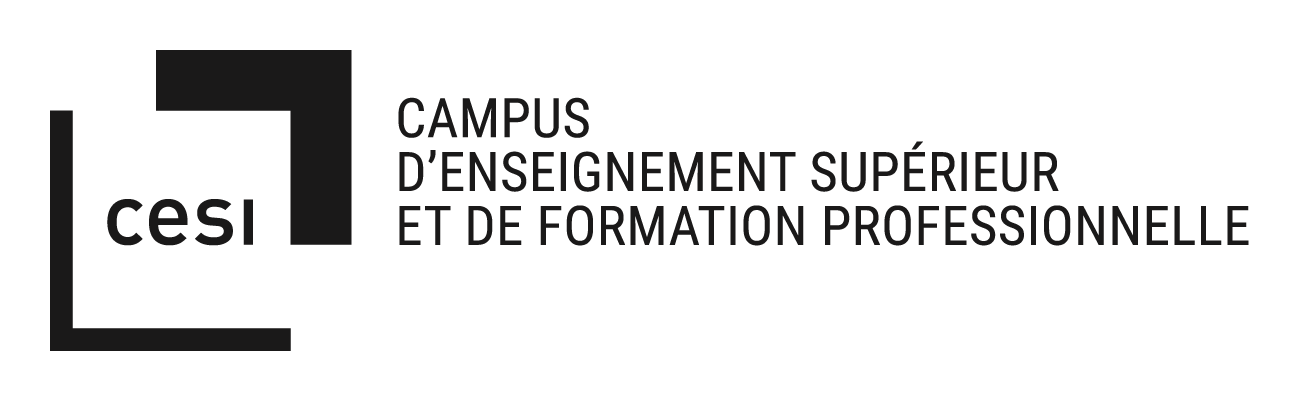 cesi
CAMPUS
D’ENSEIGNEMENT SUPÉRIEUR
ET DE FORMATION PROFESSIONNELLE